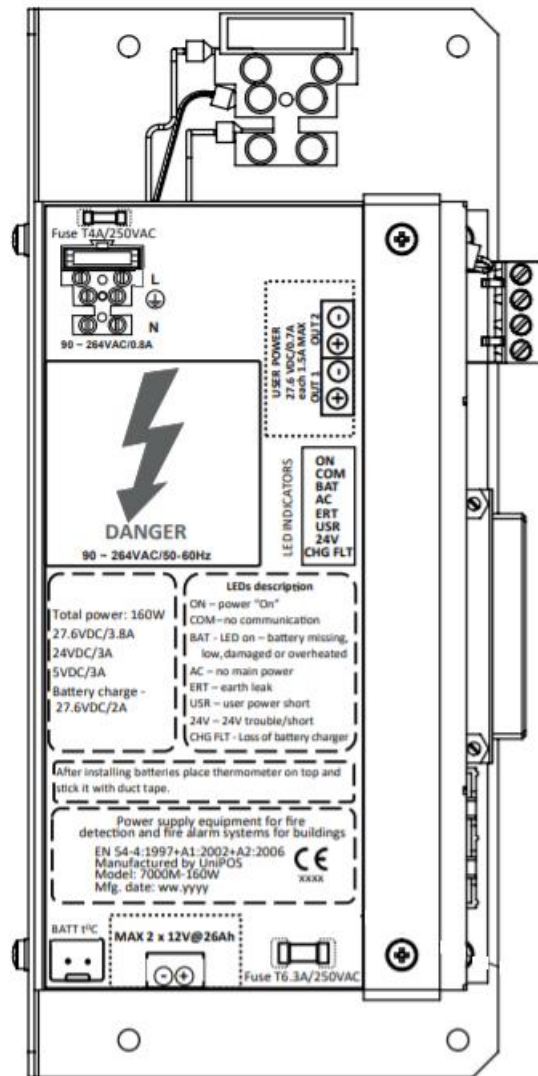 Fuse T4A/250VAC
L
N
90 ~ 264VAC/0.8A
USER POWER
27.6 VDC/0.7A
each 1.5A MAX
OUT 1 OUT2
- + - +
LED INDICATORS
ON
COM
BAT
AC
ERT
USR
24V
CHG FLT
DANGER
90 ~ 264VAC/50-60Hz
Total power: 160W
27.6VDC/3.8A
24VDC/3A
5VDC/3A
Battery charge -
27.6VDC/2A
LEDs description
ON – power "On"
COM–no communication
BAT - LED on – battery missing,
low, damaged or overheated
AC – no main power
ERT – earth leak
USR – user power short
24V – 24V trouble/short
CHG FLT - Loss of battery charger
After installing batteries place thermometer on top and
stick it with duct tape.
Power supply equipment for fire
detection and fire alarm systems for buildings
EN 54-4:1997+A1:2002+A2:2006
Manufactured by UniPOS
Model: 7000M-160W
Mfg. date: ww.yyyy
CE
xxxx
BATT t⁰C
MAX 2 x 12V@26Ah
- +
Fuse T6.3A/250VAC